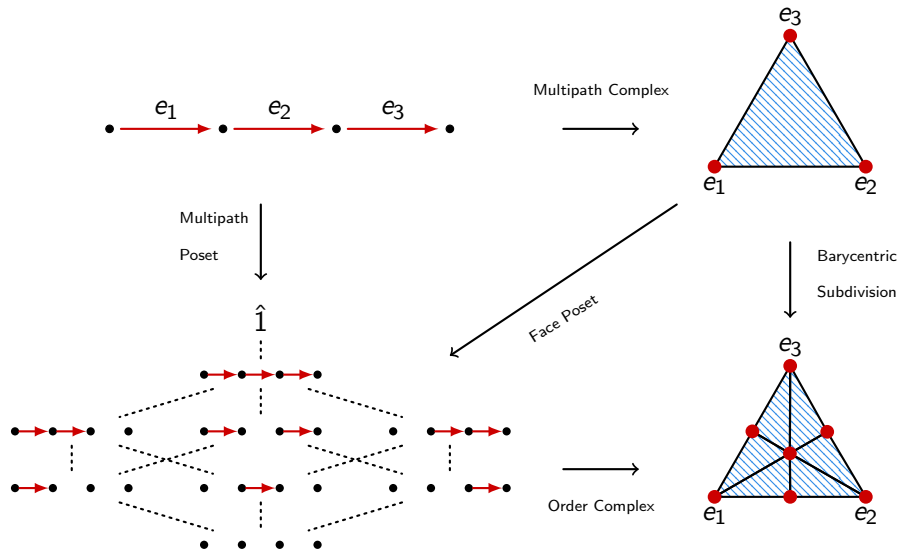 e₃
e₁ e₂ e₃
Multipath Complex
e₁ e₂
Multipath
Poset
Barycentric
Subdivision
Face Poset
1̂
e₃
Order Complex
e₁ e₂